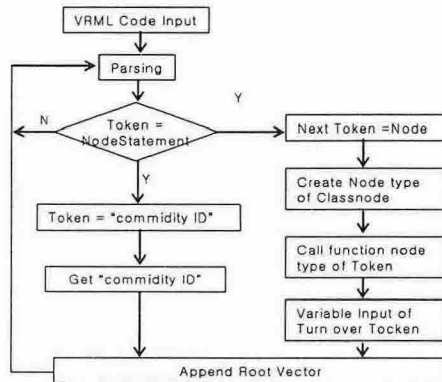 VRML Code Input
Parsing
N
Token =
NodeStatement
Y
Next Token =Node
Create Node type
of Classnode
Y
Token = "commidity ID"
Call function node
type of Token
Get "commidity ID"
Variable Input of
Turn over Tocken
Append Root Vector